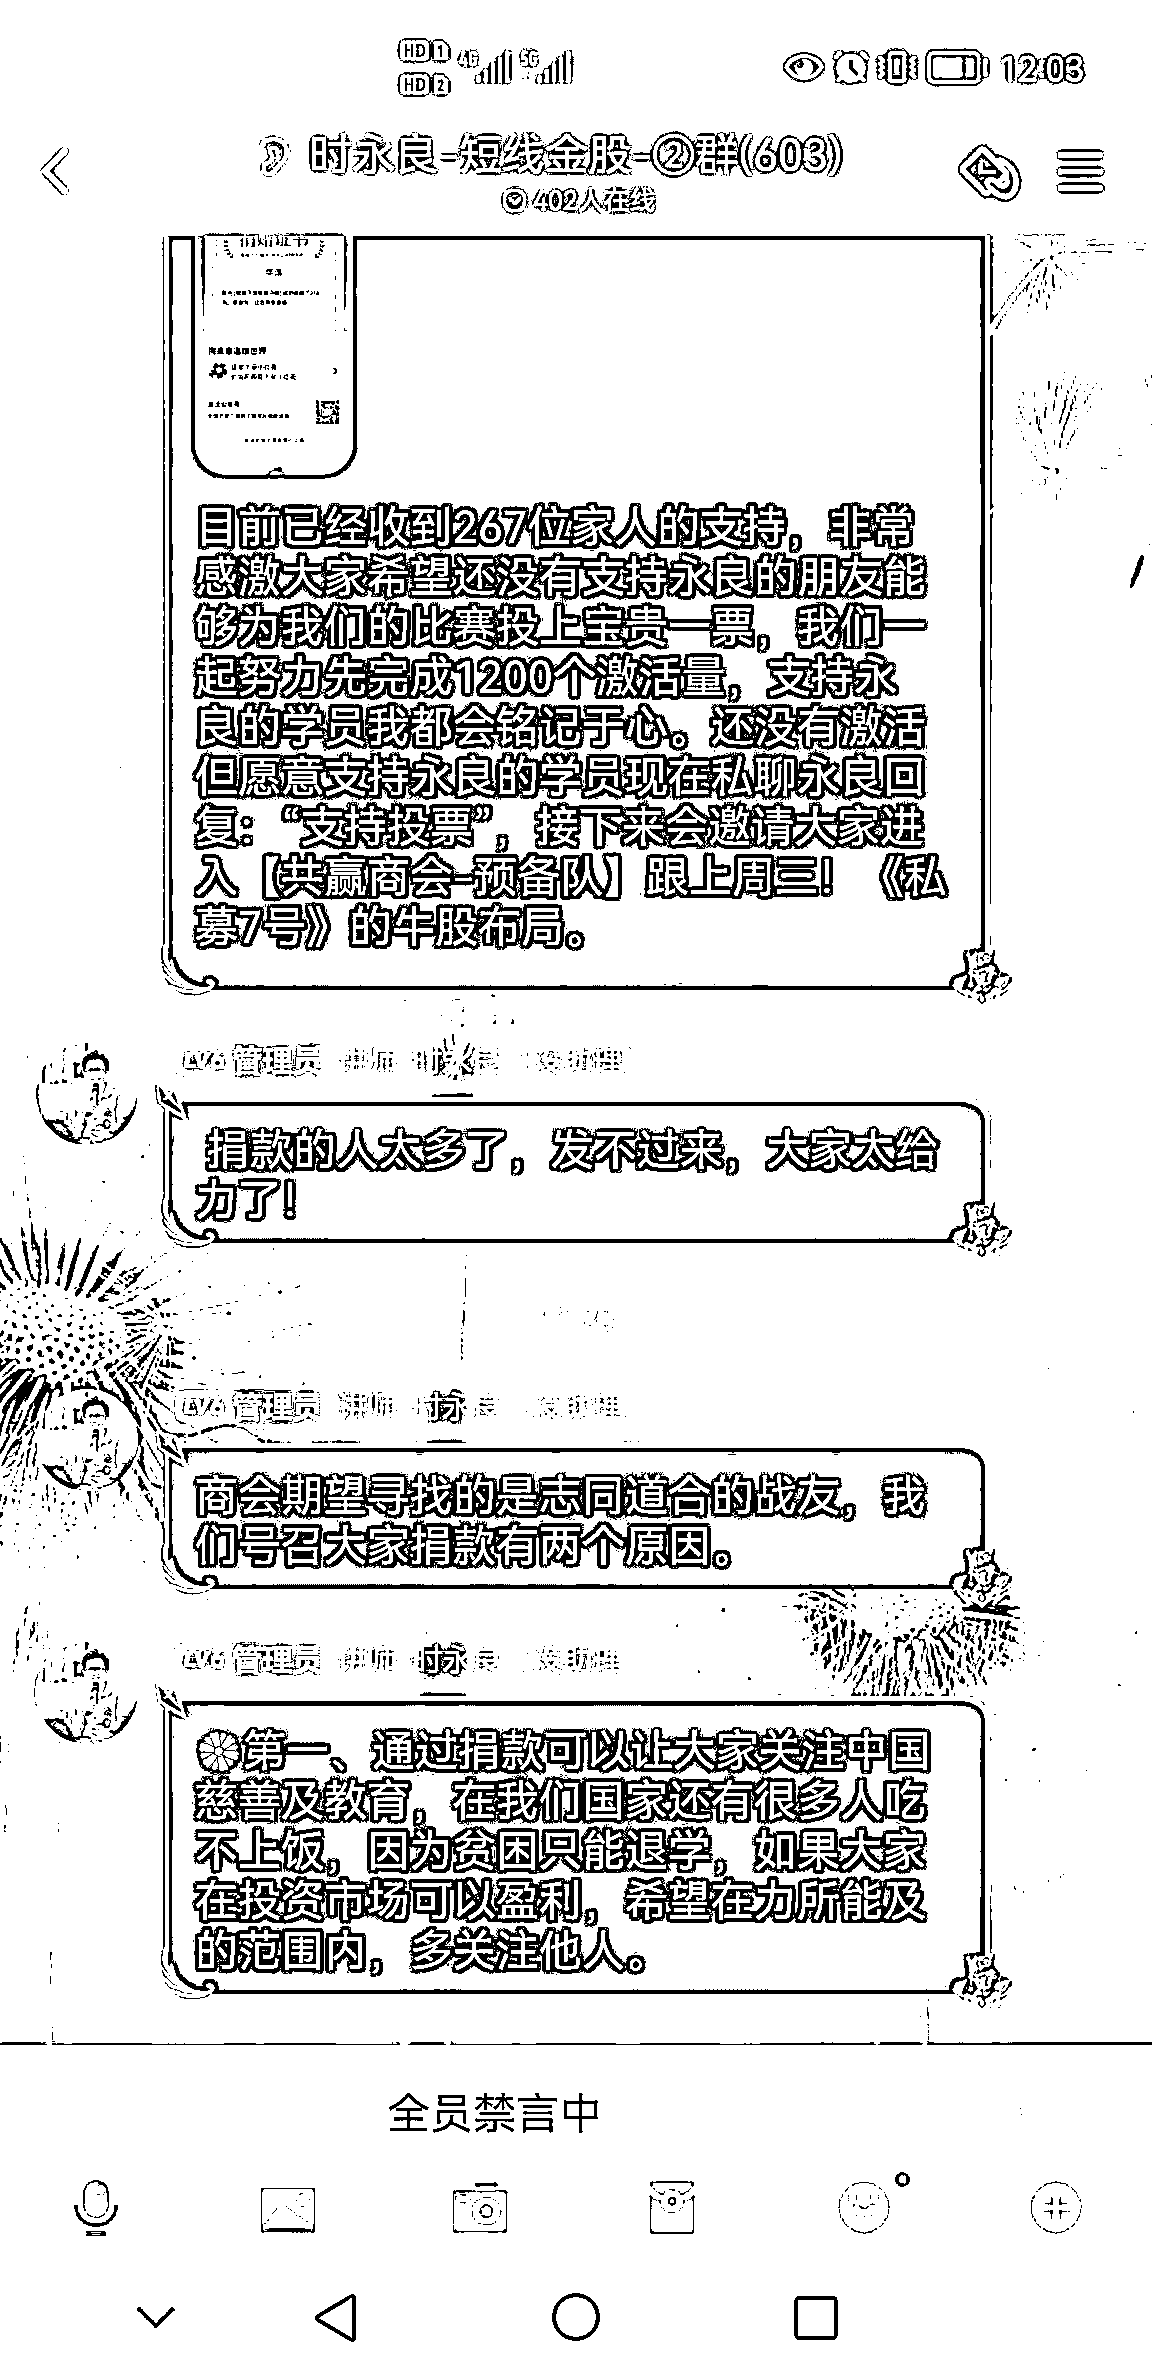 HD 1 4G 5G
HD 2
12:03
时永良-短线金股-②群(603)
402人在线
捐赠证书
目前已经收到267位家人的支持，非常
感激大家希望还没有支持永良的朋友能
够为我们的比赛投上宝贵一票，我们一
起努力先完成1200个激活量，支持永
良的学员我都会铭记于心。还没有激活
但愿意支持永良的学员现在私聊永良回
复：“支持投票”，接下来会邀请大家进
入【共赢商会-预备队】跟上周三！《私
募7号》的牛股布局。
LV6 管理员 讲师 时永良
捐款的人太多了，发不过来，大家太给
力了！
LV6 管理员 讲师 时永良
商会期望寻找的是志同道合的战友，我
们号召大家捐款有两个原因。
LV6 管理员 讲师 时永良
第一、通过捐款可以让大家关注中国
慈善及教育，在我们国家还有很多人吃
不上饭，因为贫困只能退学，如果大家
在投资市场可以盈利，希望在力所能及
的范围内，多关注他人。
全员禁言中